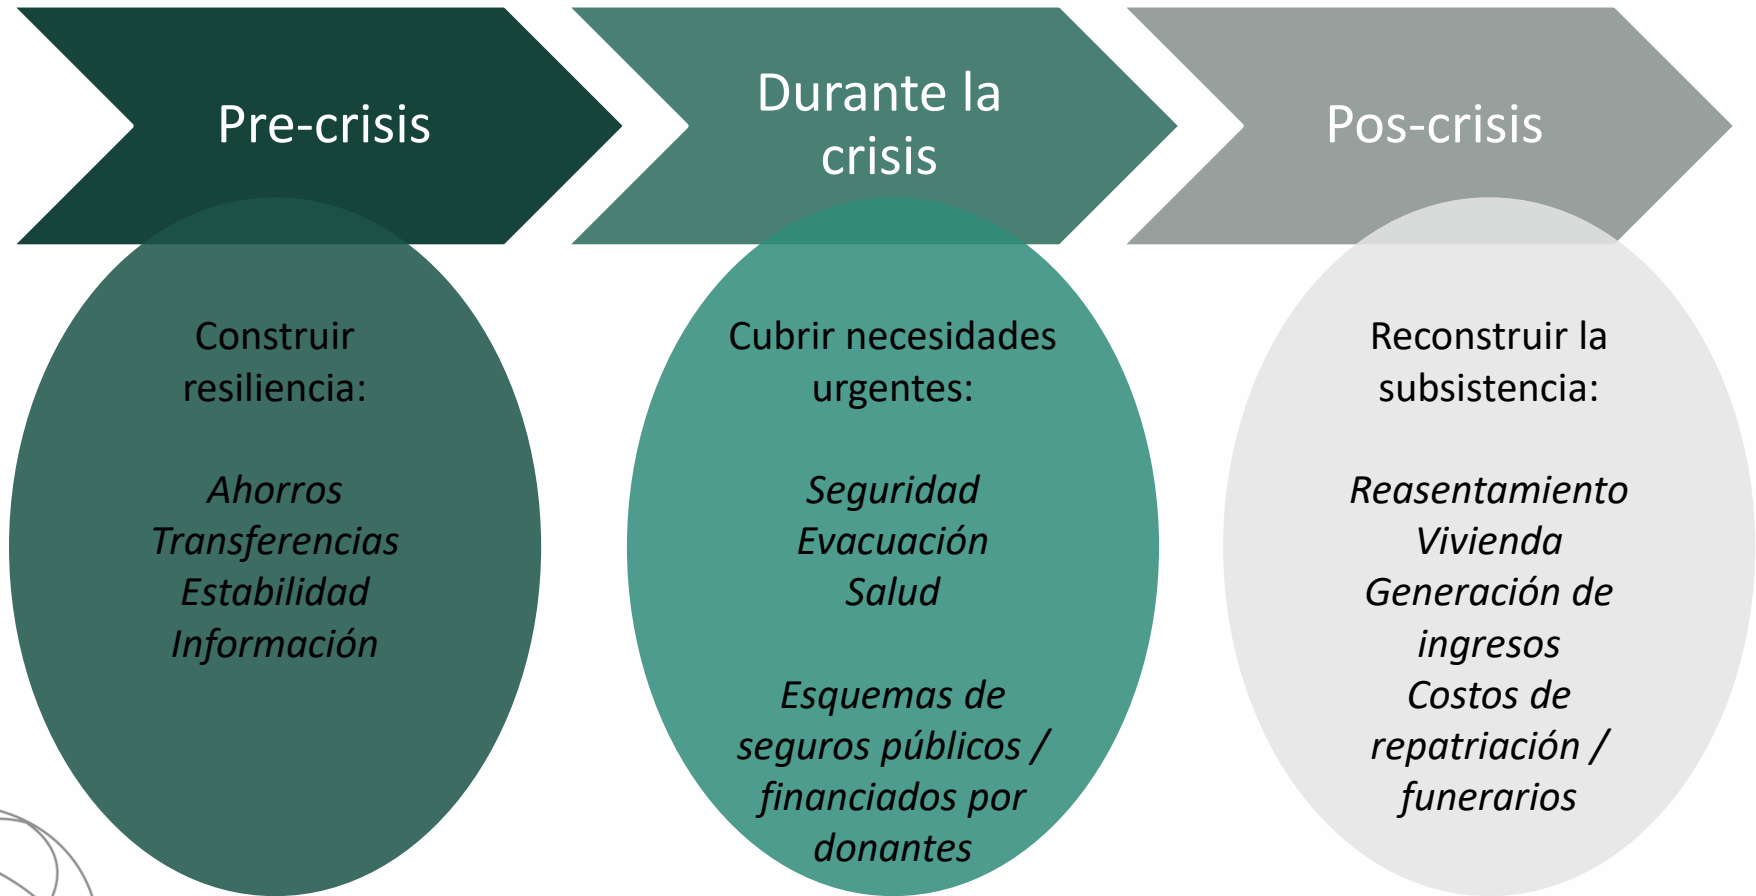 Pre-crisis
Durante la
crisis
Pos-crisis
Construir
resiliencia:
Ahorros
Transferencias
Estabilidad
Información
Cubrir necesidades
urgentes:
Seguridad
Evacuación
Salud
Esquemas de
seguros públicos /
financiados por
donantes
Reconstruir la
subsistencia:
Reasentamiento
Vivienda
Generación de
ingresos
Costos de
repatriación /
funerarios